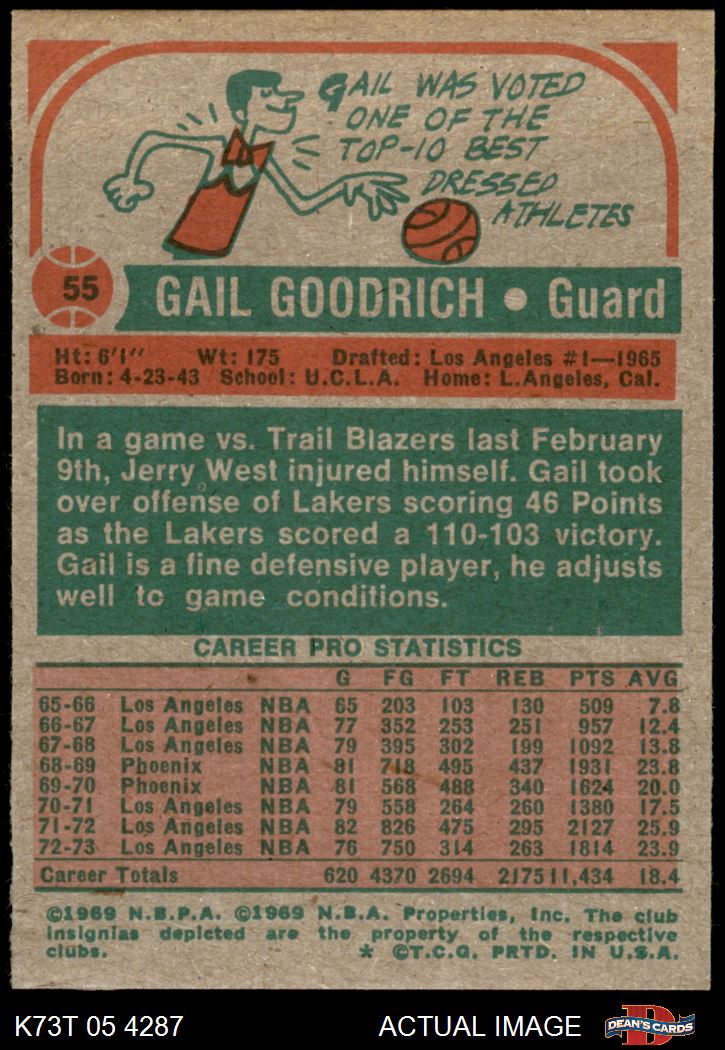 GAIL WAS VOTED
ONE OF THE
TOP-10 BEST
DRESSED
ATHLETES
55 GAIL GOODRICH • Guard
Ht: 6'1" Wt: 175 Drafted: Los Angeles #1—1965
Born: 4-23-43 School: U.C.L.A. Home: L.Angeles, Cal.
In a game vs. Trail Blazers last February
9th, Jerry West injured himself. Gail took
over offense of Lakers scoring 46 Points
as the Lakers scored a 110-103 victory.
Gail is a fine defensive player, he adjusts
well to game conditions.
CAREER PRO STATISTICS
G FG FT REB PTS AVG
65-66 Los Angeles NBA 65 203 103 130 509 7.8
66-67 Los Angeles NBA 77 352 253 251 957 12.4
67-68 Los Angeles NBA 79 395 302 199 1092 13.8
68-69 Phoenix NBA 81 718 495 437 1931 23.8
69-70 Phoenix NBA 81 568 488 340 1624 20.0
70-71 Los Angeles NBA 79 558 264 260 1380 17.5
71-72 Los Angeles NBA 82 826 475 295 2127 25.9
72-73 Los Angeles NBA 76 750 314 263 1814 23.9
Career Totals 620 4370 2694 2175 11,434 18.4
©1969 N.B.P.A. ©1969 N.B.A. Properties, Inc. The club
insignias depicted are the property of the respective
clubs. * ©T.C.G. PRTD. IN U.S.A.
K73T 05 4287 ACTUAL IMAGE DEAN'S CARDS